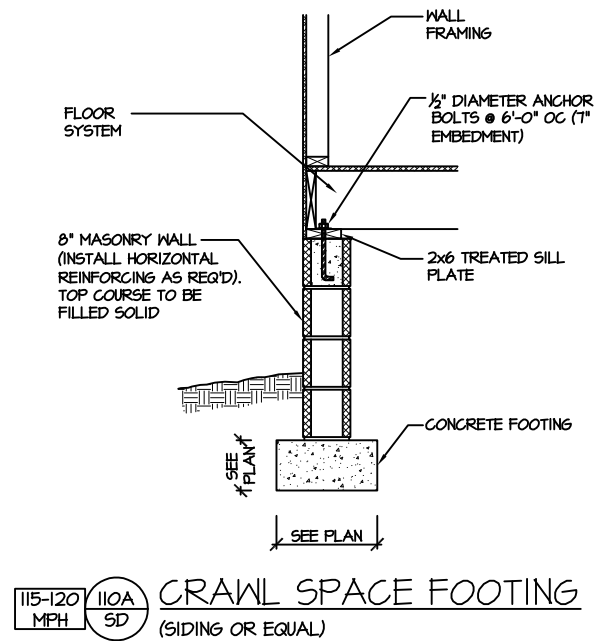 WALL
FRAMING
½" DIAMETER ANCHOR
BOLTS @ 6'-0" OC (7"
EMBEDMENT)
FLOOR
SYSTEM
8" MASONRY WALL
(INSTALL HORIZONTAL
REINFORCING AS REQ'D).
TOP COURSE TO BE
FILLED SOLID
2x6 TREATED SILL
PLATE
CONCRETE FOOTING
SEE
PLAN
SEE PLAN
115-120
MPH
110A
SD
CRAWL SPACE FOOTING
(SIDING OR EQUAL)